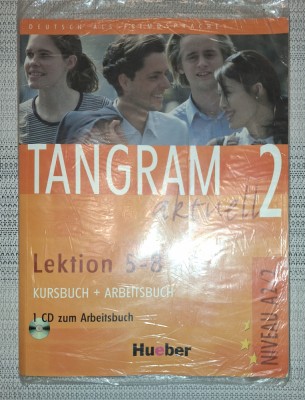 DEUTSCH ALS FREMDSPRACHE
TANGRAM
aktuell 2
Lektion 5-8
KURSBUCH + ARBEITSBUCH
1 CD zum Arbeitsbuch
Hueber
NIVEAU A2/2